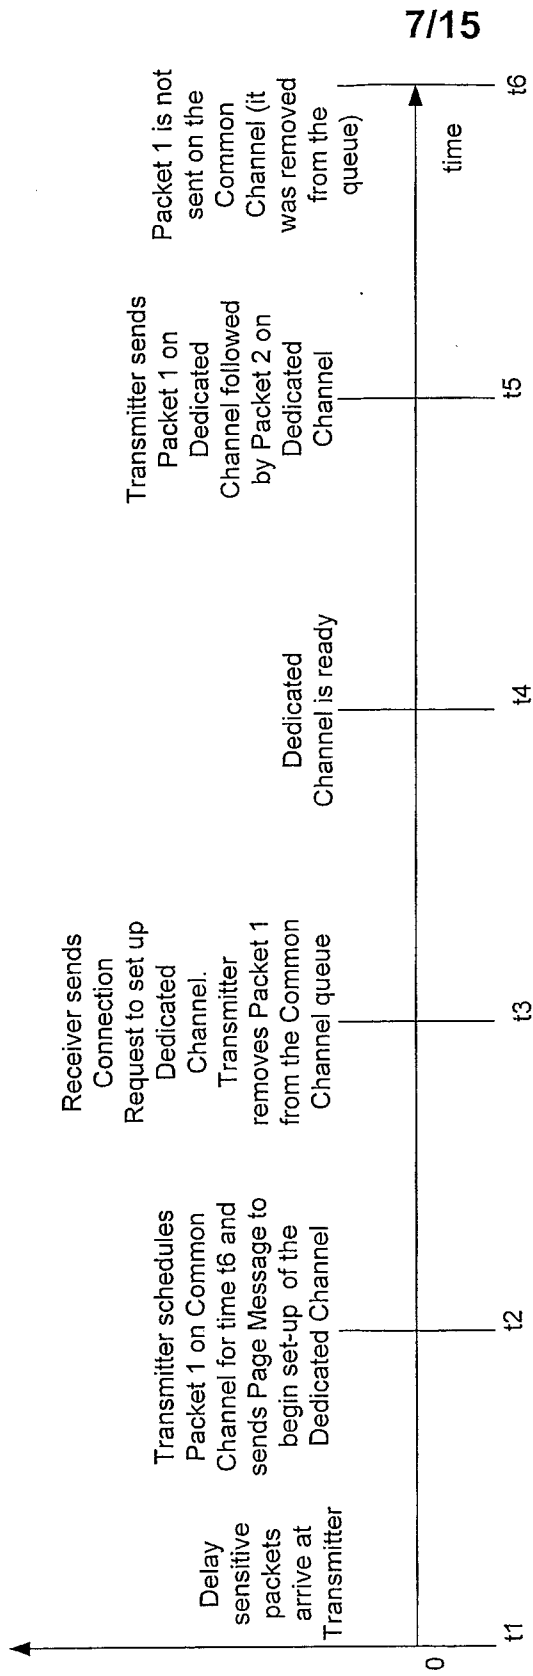 7/15
Delay
sensitive
packets
arrive at
Transmitter
Transmitter schedules
Packet 1 on Common
Channel for time t6 and
sends Page Message to
begin set-up of the
Dedicated Channel
Receiver sends
Connection
Request to set up
Dedicated
Channel.
Transmitter
removes Packet 1
from the Common
Channel queue
Dedicated
Channel is ready
Transmitter sends
Packet 1 on
Dedicated
Channel followed
by Packet 2 on
Dedicated
Channel
Packet 1 is not
sent on the
Common
Channel (it
was removed
from the
queue)
time
0
t1
t2
t3
t4
t5
t6